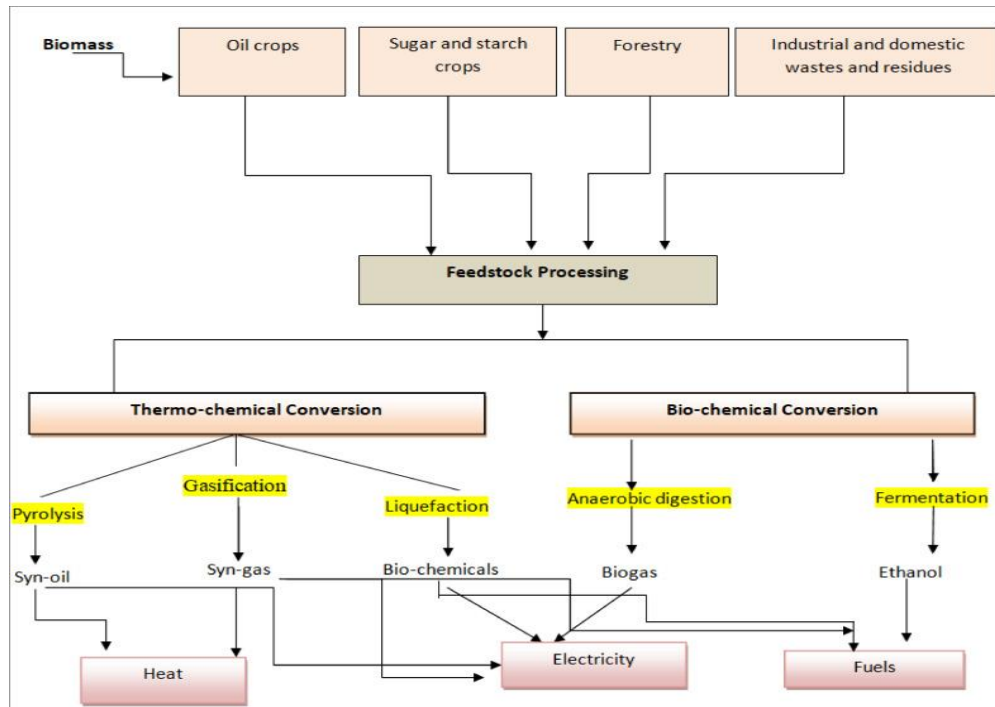 Biomass
Oil crops
Sugar and starch
crops
Forestry
Industrial and domestic
wastes and residues
Feedstock Processing
Thermo-chemical Conversion
Bio-chemical Conversion
Pyrolysis
Gasification
Liquefaction
Anaerobic digestion
Fermentation
Syn-oil
Syn-gas
Bio-chemicals
Biogas
Ethanol
Heat
Electricity
Fuels